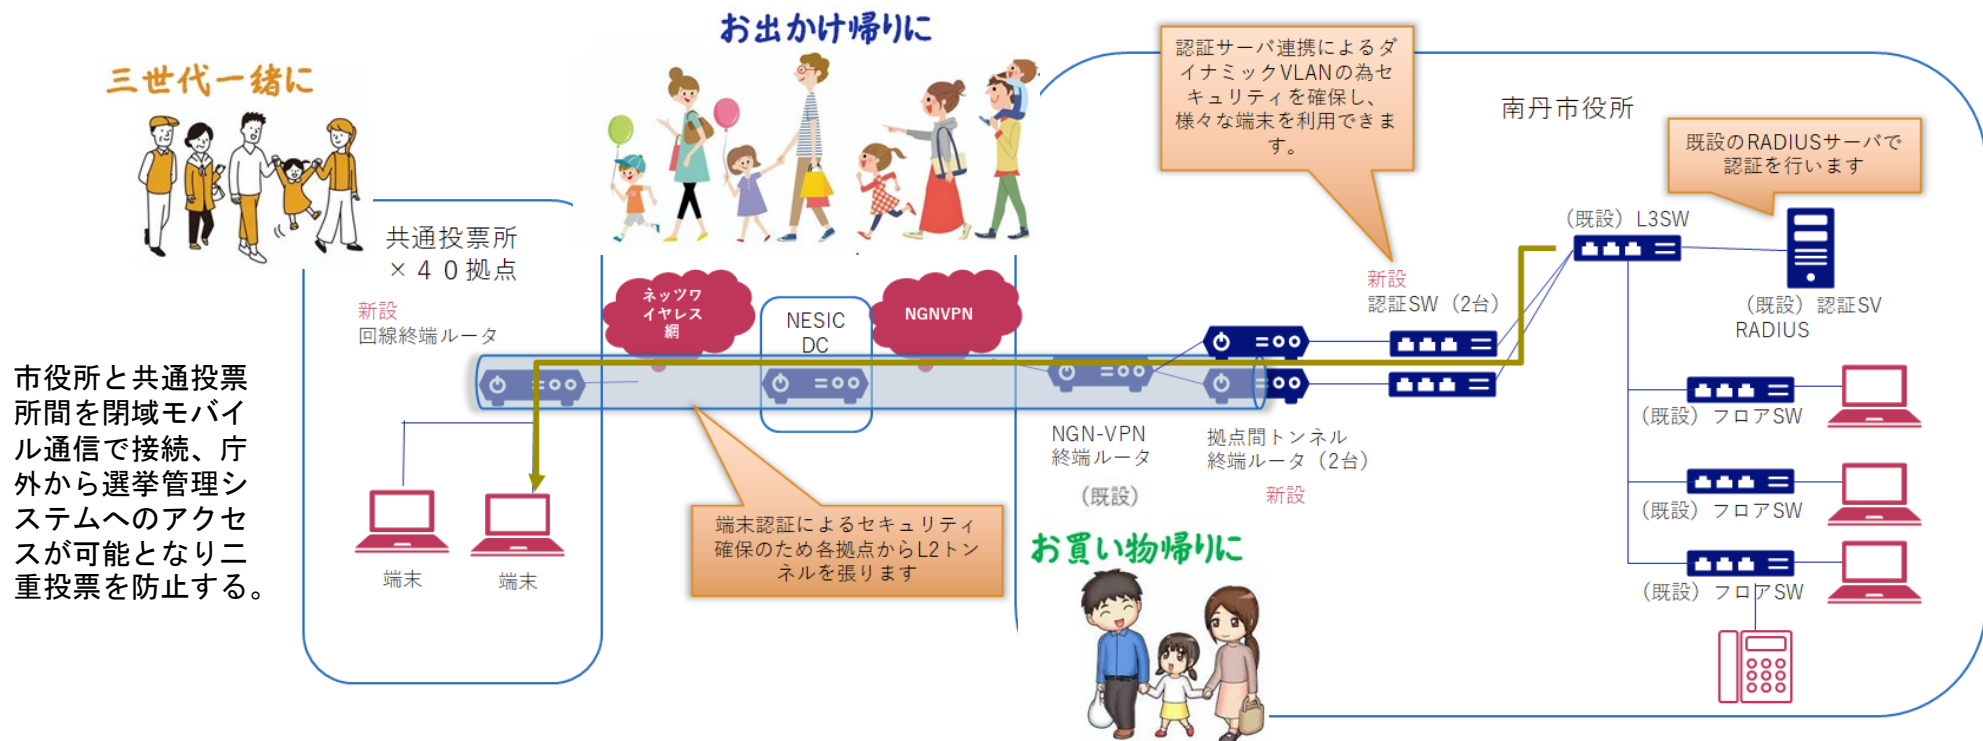 お出かけ帰りに
三世代一緒に
認証サーバ連携によるダ
イナミックVLANの為セ
キュリティを確保し、
様々な端末を利用できま
す。
南丹市役所
既設のRADIUSサーバで
認証を行います
共通投票所
×４０拠点
新設
回線終端ルータ
ネッツワ
イヤレス
網
NESIC
DC
NGNVPN
新設
認証SW（2台）
（既設）L3SW
（既設）認証SV
RADIUS
市役所と共通投票
所間を閉域モバイ
ル通信で接続、庁
外から選挙管理シ
ステムへのアクセ
スが可能となり二
重投票を防止する。
NGN-VPN
終端ルータ
（既設）
拠点間トンネル
終端ルータ（2台）
新設
（既設）フロアSW
（既設）フロアSW
（既設）フロアSW
端末認証によるセキュリティ
確保のため各拠点からL2トン
ネルを張ります
端末
端末
お買い物帰りに